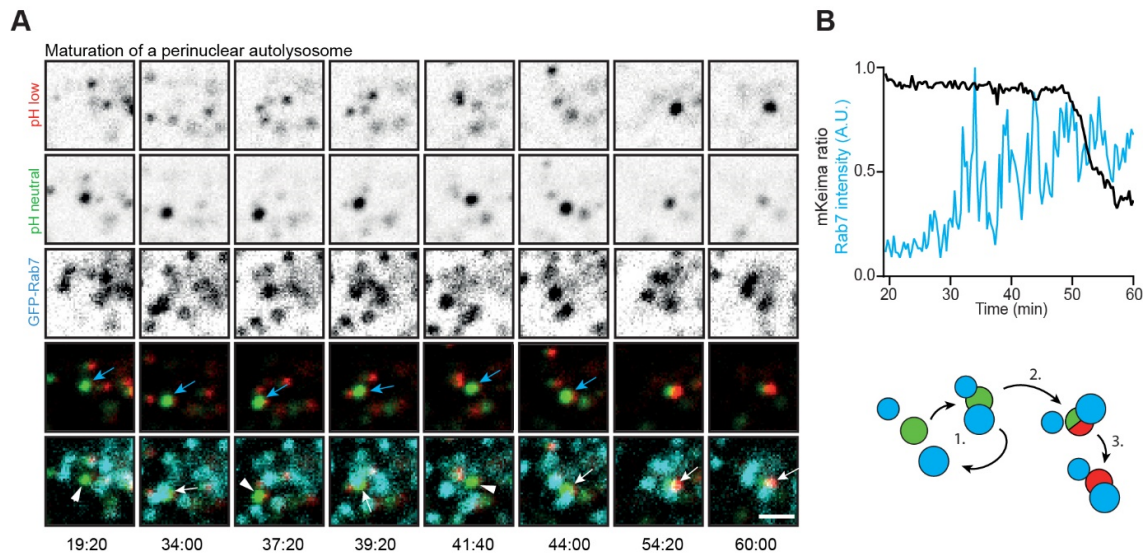 A
Maturation of a perinuclear autolysosome
pH low
pH neutral
GFP-Rab7
19:20 34:00 37:20 39:20 41:40 44:00 54:20 60:00
B
mKeima ratio
Rab7 intensity (A.U.)
1.0
0.5
0.0
20 30 40 50 60
Time (min)
1.
2.
3.